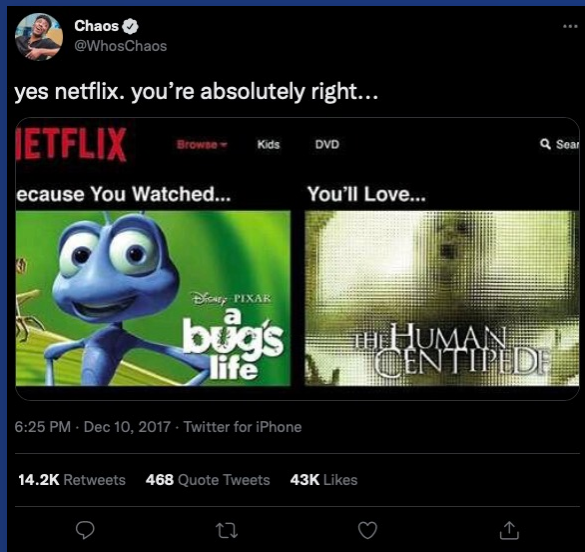 Chaos
@WhosChaos
yes netflix. you’re absolutely right...
NETFLIX Browse Kids DVD Sear
ecause You Watched... You'll Love...
Disney · PIXAR
a
bug's
life
THE HUMAN
CENTIPEDE
6:25 PM · Dec 10, 2017 · Twitter for iPhone
14.2K Retweets 468 Quote Tweets 43K Likes